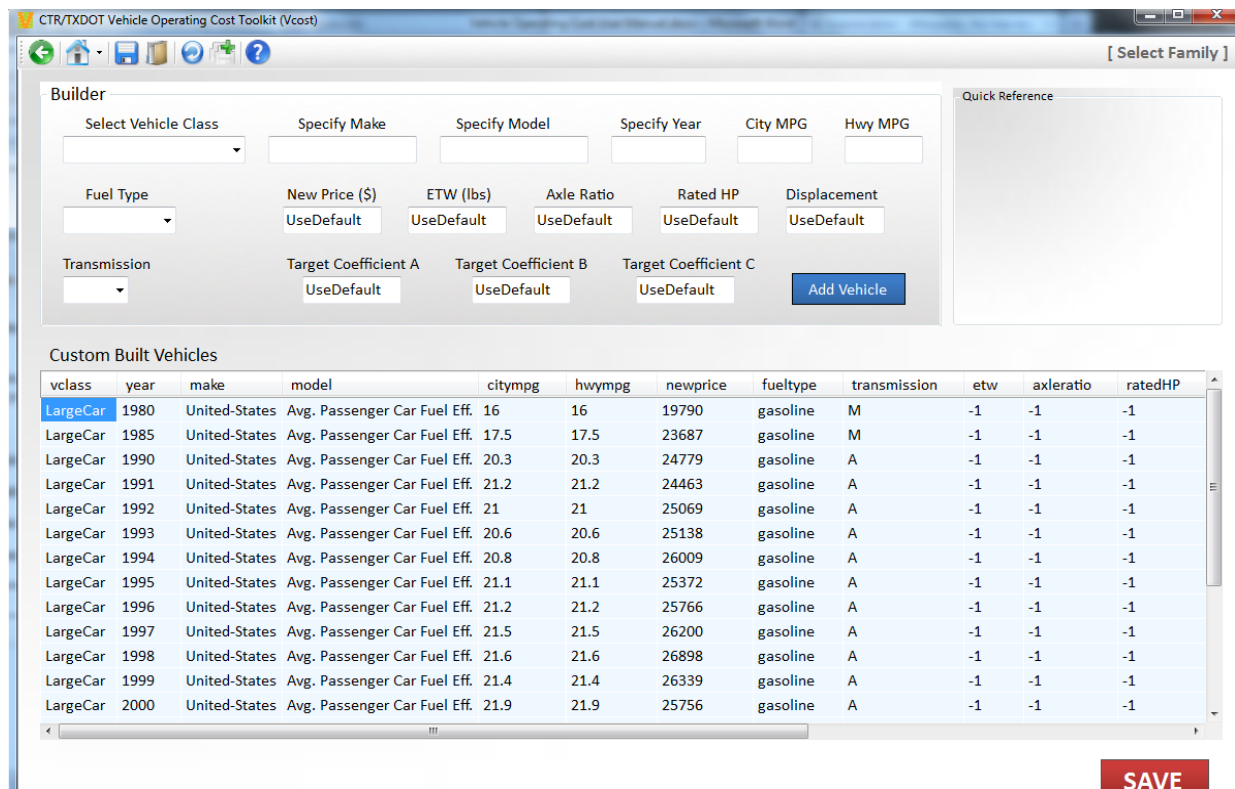 CTR/TXDOT Vehicle Operating Cost Toolkit (Vcost)
[ Select Family ]
Builder
Quick Reference
Select Vehicle Class Specify Make Specify Model Specify Year City MPG Hwy MPG
Fuel Type New Price ($) ETW (lbs) Axle Ratio Rated HP Displacement
UseDefault UseDefault UseDefault UseDefault UseDefault
Transmission Target Coefficient A Target Coefficient B Target Coefficient C
UseDefault UseDefault UseDefault Add Vehicle
Custom Built Vehicles
vclass year make model citympg hwympg newprice fueltype transmission etw axleratio ratedHP
LargeCar 1980 United-States Avg. Passenger Car Fuel Eff. 16 16 19790 gasoline M -1 -1 -1
LargeCar 1985 United-States Avg. Passenger Car Fuel Eff. 17.5 17.5 23687 gasoline M -1 -1 -1
LargeCar 1990 United-States Avg. Passenger Car Fuel Eff. 20.3 20.3 24779 gasoline A -1 -1 -1
LargeCar 1991 United-States Avg. Passenger Car Fuel Eff. 21.2 21.2 24463 gasoline A -1 -1 -1
LargeCar 1992 United-States Avg. Passenger Car Fuel Eff. 21 21 25069 gasoline A -1 -1 -1
LargeCar 1993 United-States Avg. Passenger Car Fuel Eff. 20.6 20.6 25138 gasoline A -1 -1 -1
LargeCar 1994 United-States Avg. Passenger Car Fuel Eff. 20.8 20.8 26009 gasoline A -1 -1 -1
LargeCar 1995 United-States Avg. Passenger Car Fuel Eff. 21.1 21.1 25372 gasoline A -1 -1 -1
LargeCar 1996 United-States Avg. Passenger Car Fuel Eff. 21.2 21.2 25766 gasoline A -1 -1 -1
LargeCar 1997 United-States Avg. Passenger Car Fuel Eff. 21.5 21.5 26200 gasoline A -1 -1 -1
LargeCar 1998 United-States Avg. Passenger Car Fuel Eff. 21.6 21.6 26898 gasoline A -1 -1 -1
LargeCar 1999 United-States Avg. Passenger Car Fuel Eff. 21.4 21.4 26339 gasoline A -1 -1 -1
LargeCar 2000 United-States Avg. Passenger Car Fuel Eff. 21.9 21.9 25756 gasoline A -1 -1 -1
SAVE